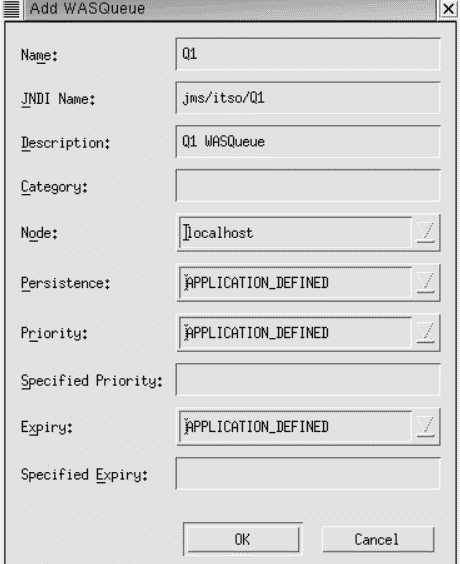 Add WASQueue
Name: Q1
JNDI Name: jms/itso/Q1
Description: Q1 WASQueue
Category:
Node: localhost
Persistence: APPLICATION_DEFINED
Priority: APPLICATION_DEFINED
Specified Priority:
Expiry: APPLICATION_DEFINED
Specified Expiry:
OK Cancel